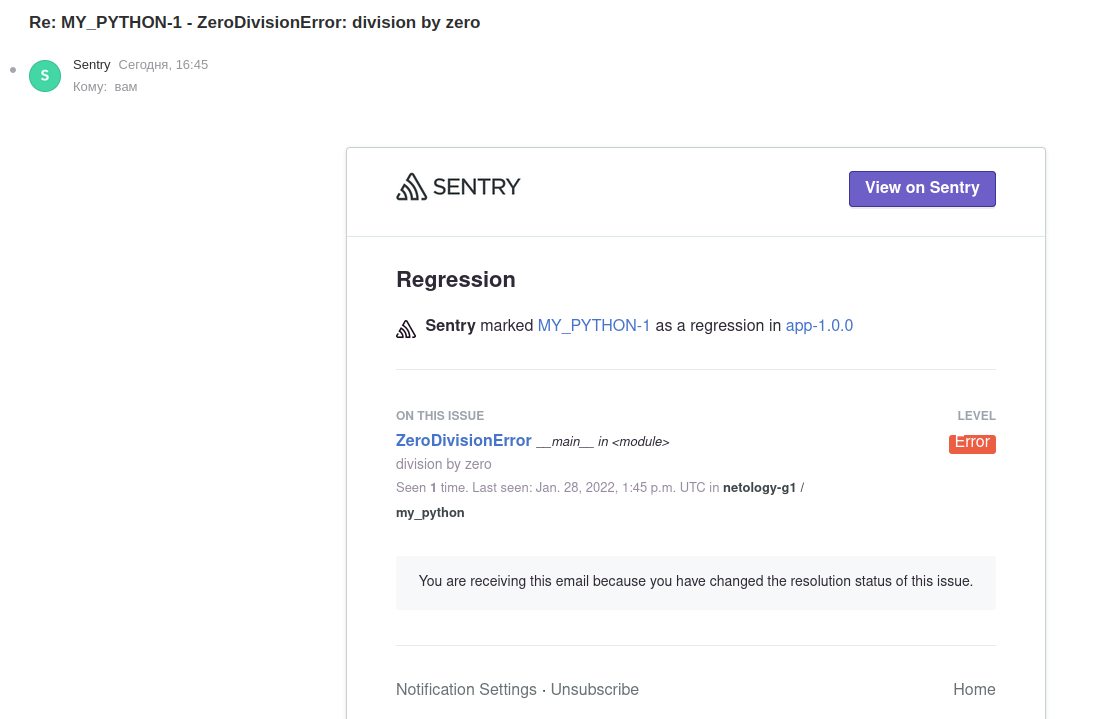 Re: MY_PYTHON-1 - ZeroDivisionError: division by zero
S
Sentry Сегодня, 16:45
Кому: вам
SENTRY
View on Sentry
Regression
Sentry marked MY_PYTHON-1 as a regression in app-1.0.0
ON THIS ISSUE
LEVEL
ZeroDivisionError __main__ in <module>
Error
division by zero
Seen 1 time. Last seen: Jan. 28, 2022, 1:45 p.m. UTC in netology-g1 /
my_python
You are receiving this email because you have changed the resolution status of this issue.
Notification Settings · Unsubscribe
Home